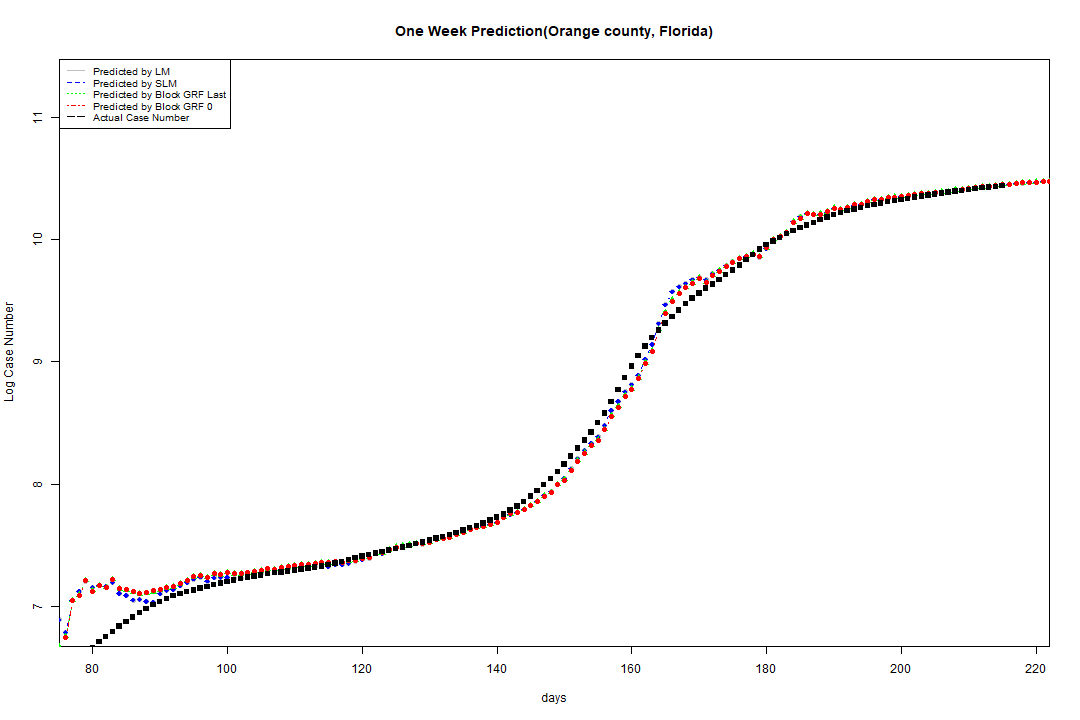 One Week Prediction(Orange county, Florida)
Predicted by LM
Predicted by SLM
Predicted by Block GRF Last
Predicted by Block GRF 0
Actual Case Number
11
10
9
8
7
Log Case Number
80 100 120 140 160 180 200 220
days